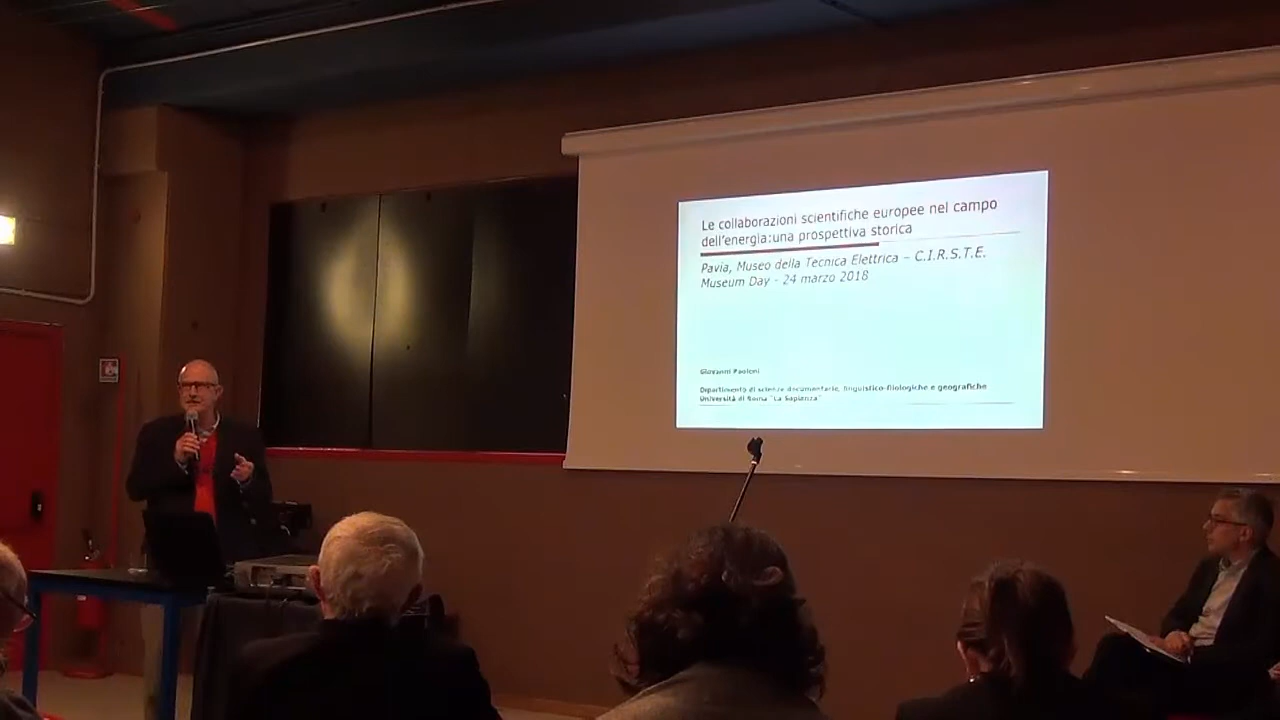 Le collaborazioni scientifiche europee nel campo
dell'energia:una prospettiva storica
Pavia, Museo della Tecnica Elettrica – C.I.R.S.T.E.
Museum Day - 24 marzo 2018
Giovanni Paoloni
Dipartimento di scienze documentarie, linguistico-filologiche e geografiche
Università di Roma "La Sapienza"